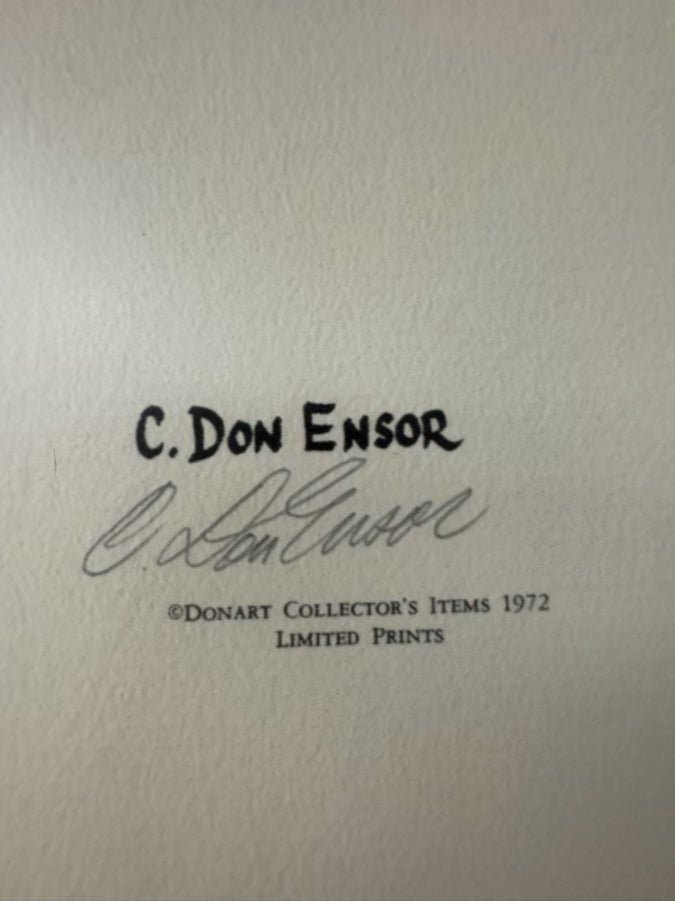 C. DON ENSOR
C Don Ensor
©DONART COLLECTOR'S ITEMS 1972
LIMITED PRINTS